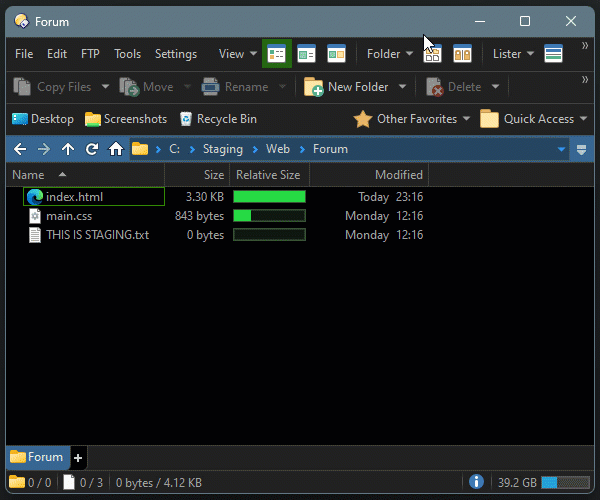 Forum
File Edit FTP Tools Settings View Folder Lister »
Copy Files Move Rename New Folder Delete »
Desktop Screenshots Recycle Bin Other Favorites Quick Access
C: Staging Web Forum
Name Size Relative Size Modified
index.html 3.30 KB Today 23:16
main.css 843 bytes Monday 12:16
THIS IS STAGING.txt 0 bytes Monday 12:16
Forum +
0 / 0 0 / 3 0 bytes / 4.12 KB 39.2 GB